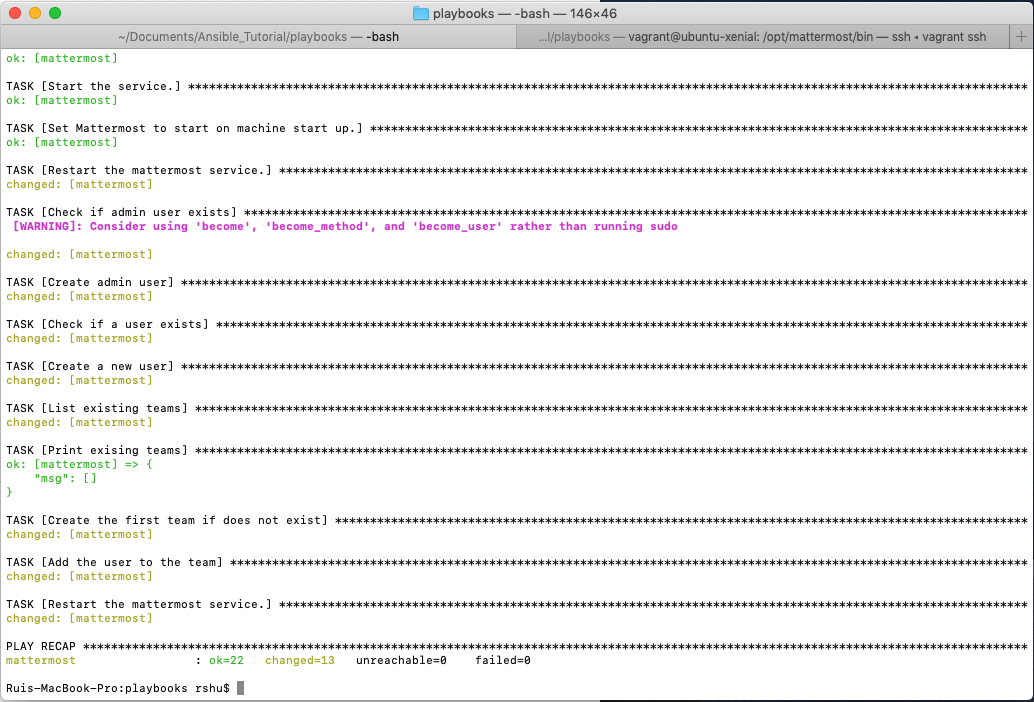 playbooks — -bash — 146×46
~/Documents/Ansible_Tutorial/playbooks — -bash
...l/playbooks — vagrant@ubuntu-xenial: /opt/mattermost/bin — ssh ◂ vagrant ssh
+
ok: [mattermost]
TASK [Start the service.] ************************************************************************************************************************
ok: [mattermost]
TASK [Set Mattermost to start on machine start up.] **********************************************************************************************
ok: [mattermost]
TASK [Restart the mattermost service.] ***********************************************************************************************************
changed: [mattermost]
TASK [Check if admin user exists] ****************************************************************************************************************
[WARNING]: Consider using 'become', 'become_method', and 'become_user' rather than running sudo
changed: [mattermost]
TASK [Create admin user] *************************************************************************************************************************
changed: [mattermost]
TASK [Check if a user exists] ********************************************************************************************************************
changed: [mattermost]
TASK [Create a new user] *************************************************************************************************************************
changed: [mattermost]
TASK [List existing teams] ***********************************************************************************************************************
changed: [mattermost]
TASK [Print exising teams] ***********************************************************************************************************************
ok: [mattermost] => {
"msg": []
}
TASK [Create the first team if does not exist] ***************************************************************************************************
changed: [mattermost]
TASK [Add the user to the team] ******************************************************************************************************************
changed: [mattermost]
TASK [Restart the mattermost service.] ***********************************************************************************************************
changed: [mattermost]
PLAY RECAP ***************************************************************************************************************************************
mattermost : ok=22 changed=13 unreachable=0 failed=0
Ruis-MacBook-Pro:playbooks rshu$